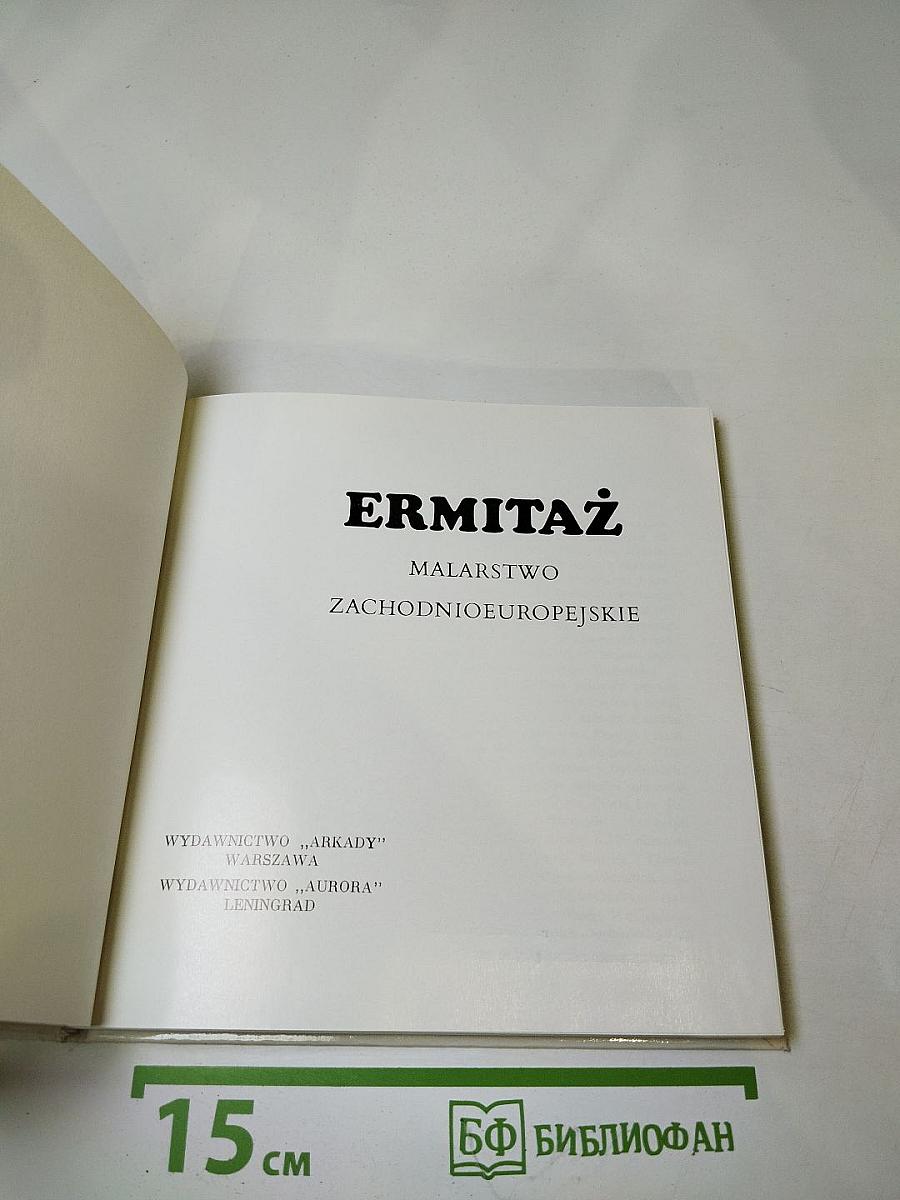 ERMITAŻ
MALARSTWO
ZACHODNIOEUROPEJSKIE
WYDAWNICTWO „ARKADY”
WARSZAWA
WYDAWNICTWO „AURORA”
LENINGRAD
15 см
БФ БИБЛИОФАН